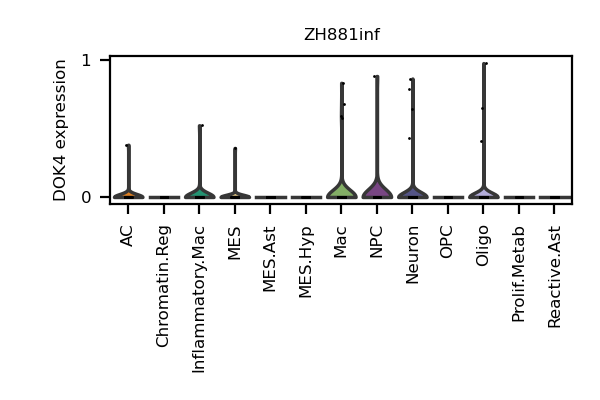 ZH881inf
DOK4 expression
1
0
AC
Chromatin.Reg
Inflammatory.Mac
MES
MES.Ast
MES.Hyp
Mac
NPC
Neuron
OPC
Oligo
Prolif.Metab
Reactive.Ast